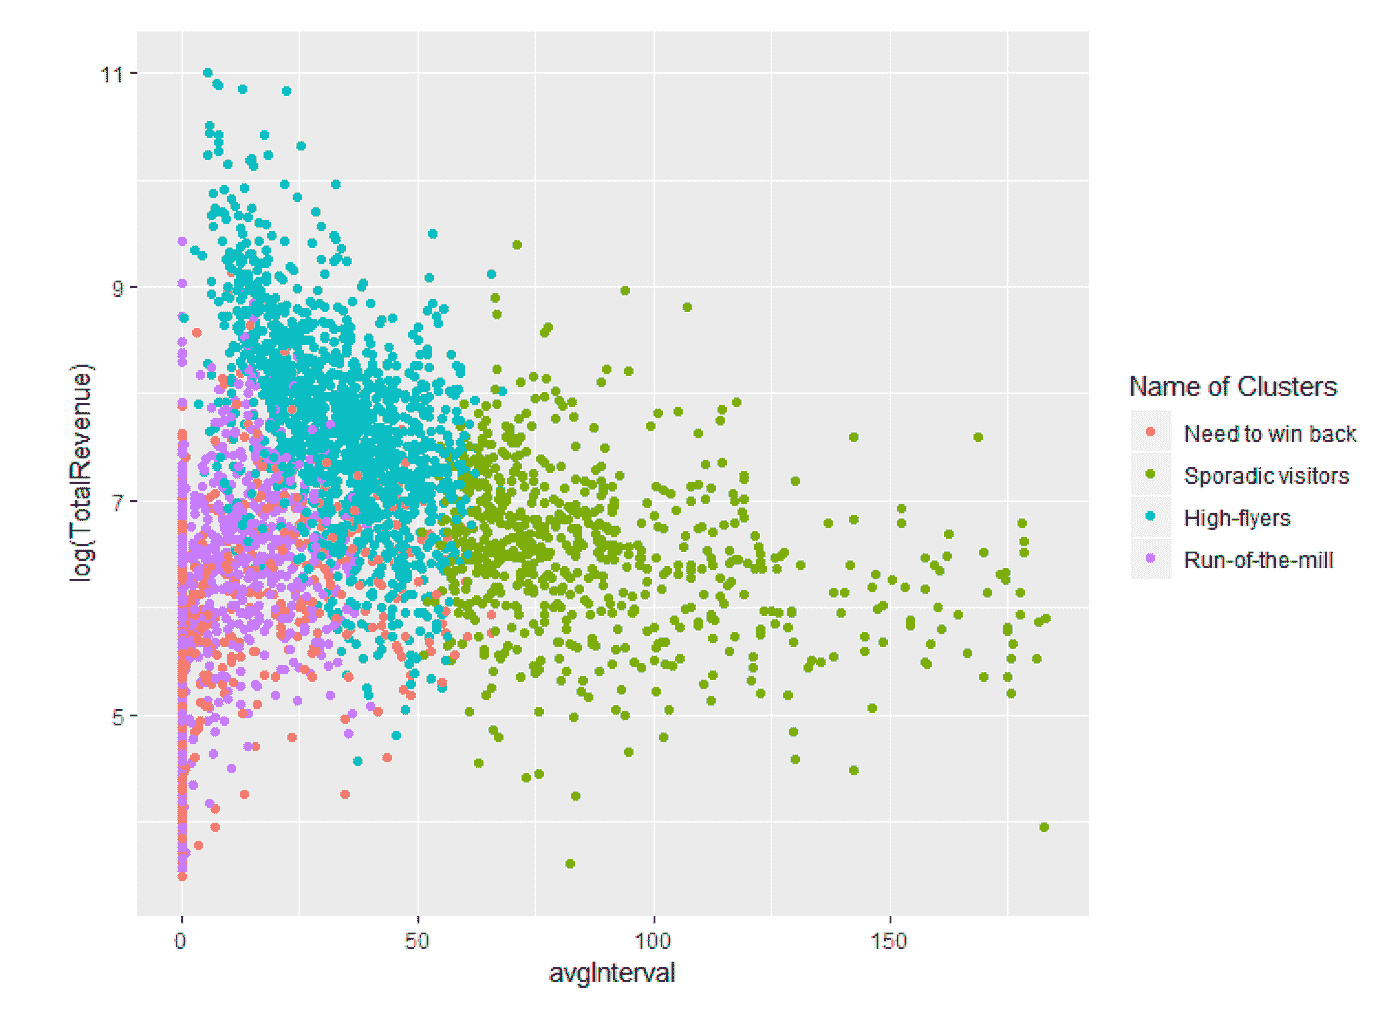 11
9
7
5
log(TotalRevenue)
0
50
100
150
avgInterval
Name of Clusters
Need to win back
Sporadic visitors
High-flyers
Run-of-the-mill